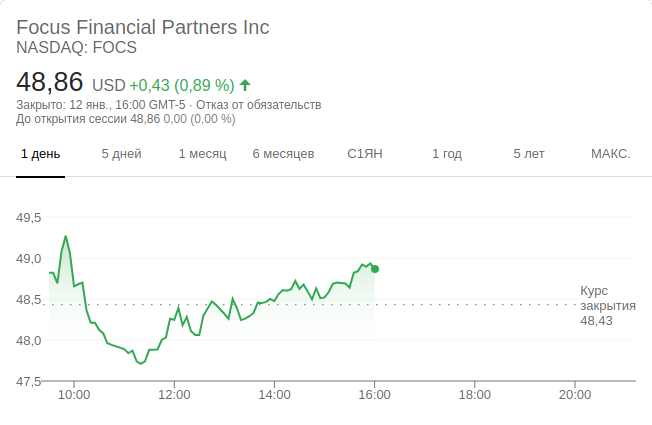 Focus Financial Partners Inc
NASDAQ: FOCS
48,86 USD +0,43 (0,89 %)
Закрыто: 12 янв., 16:00 GMT-5 · Отказ от обязательств
До открытия сессии 48,86 0,00 (0,00 %)
1 день 5 дней 1 месяц 6 месяцев С1ЯН 1 год 5 лет МАКС.
49,5
49,0
48,5
48,0
47,5
Курс
закрытия
48,43
10:00 12:00 14:00 16:00 18:00 20:00